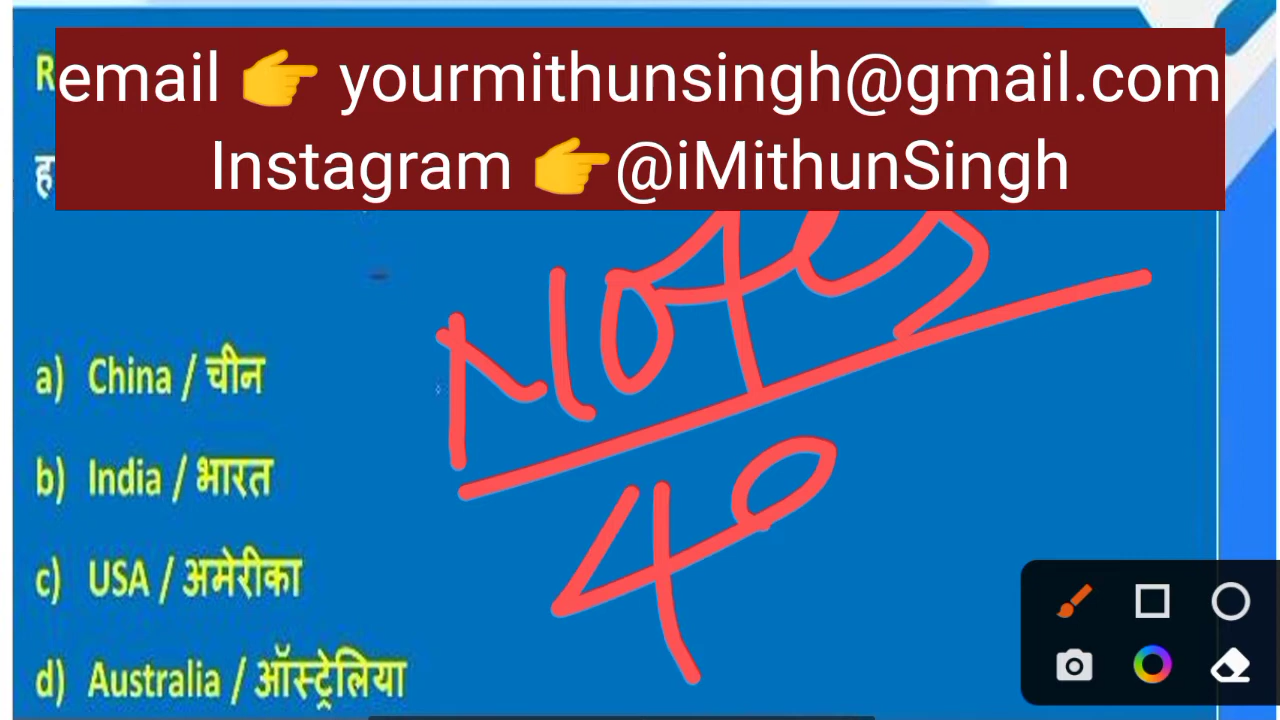 email 👉 yourmithunsingh@gmail.com
Instagram 👉@iMithunSingh
Notes
40
a) China / चीन
b) India / भारत
c) USA / अमेरीका
d) Australia / ऑस्ट्रेलिया